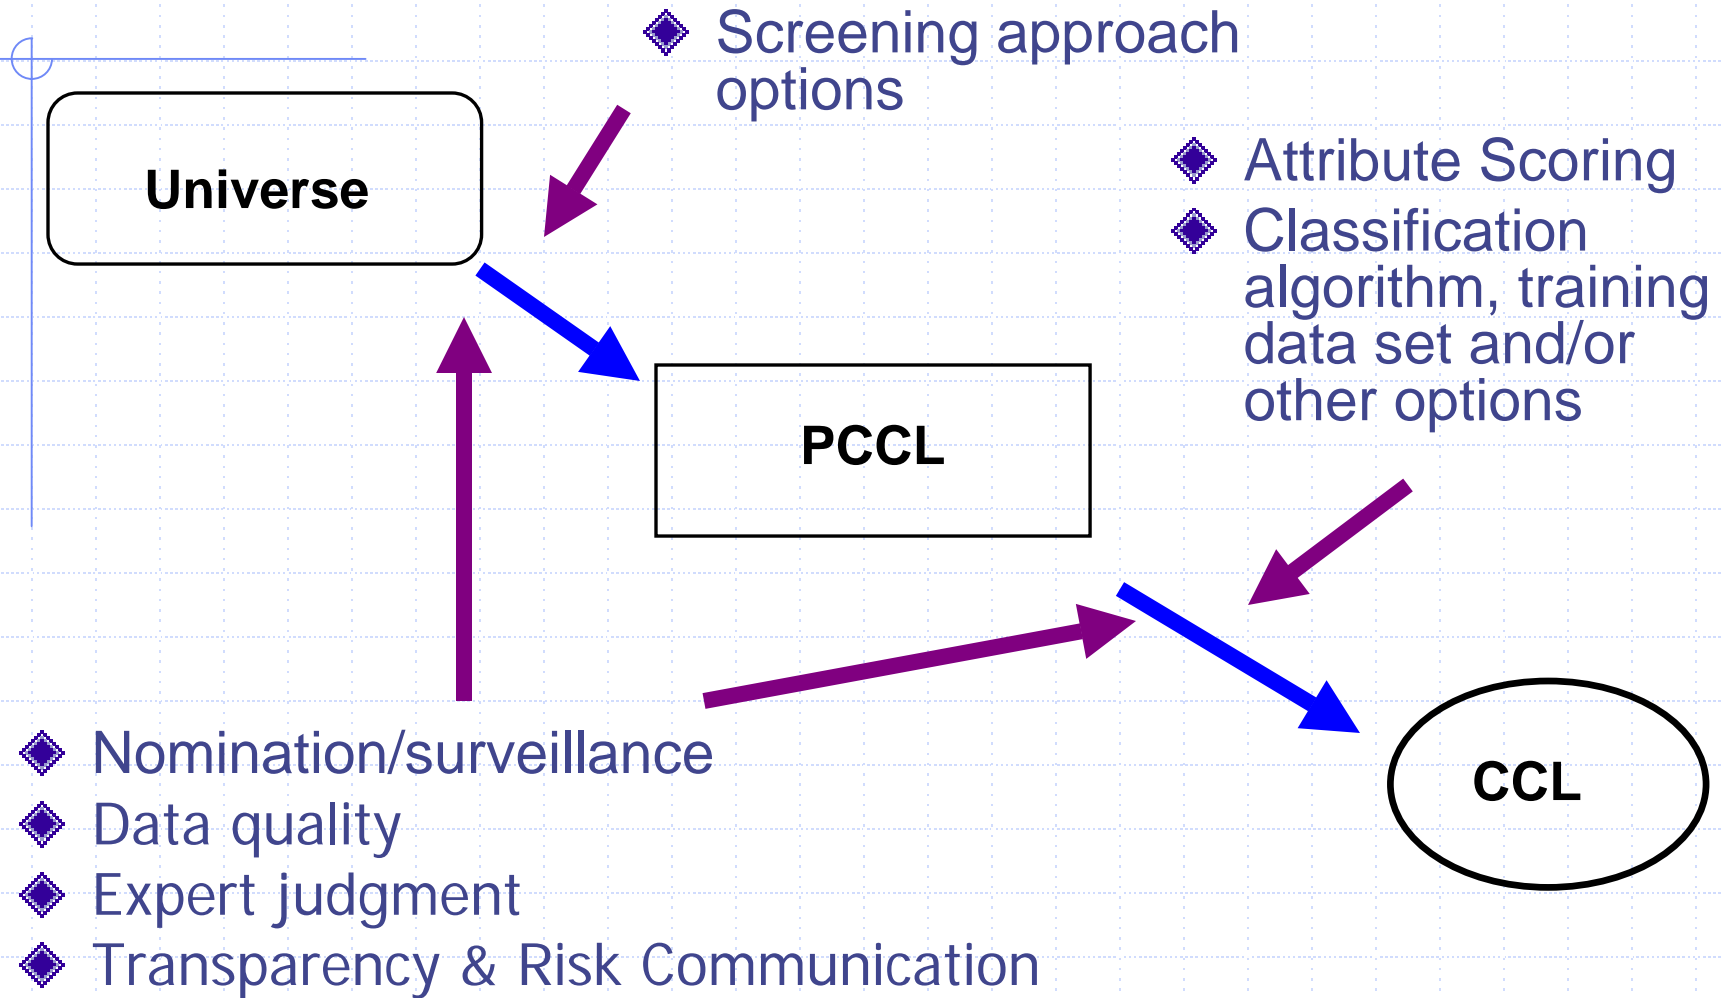 Screening approach
options
Universe
Attribute Scoring
Classification
algorithm, training
data set and/or
other options
PCCL
Nomination/surveillance
Data quality
Expert judgment
Transparency & Risk Communication
CCL